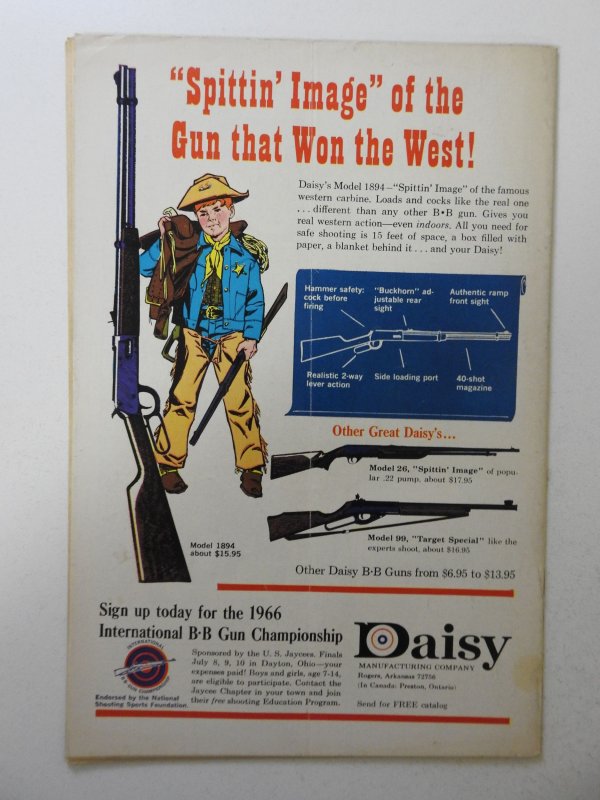 “Spittin’ Image” of the
Gun that Won the West!
Daisy's Model 1894–“Spittin’ Image” of the famous
western carbine. Loads and cocks like the real one
. . . different than any other B•B gun. Gives you
real western action—even indoors. All you need for
safe shooting is 15 feet of space, a box filled with
paper, a blanket behind it . . . and your Daisy!
Hammer safety:
cock before
firing
"Buckhorn" ad-
justable rear
sight
Authentic ramp
front sight
Realistic 2-way
lever action
Side loading port
40-shot
magazine
Other Great Daisy's...
Model 26, "Spittin' Image" of popu-
lar .22 pump, about $17.95
Model 99, "Target Special" like the
experts shoot, about $16.95
Model 1894
about $15.95
Other Daisy B•B Guns from $6.95 to $13.95
Sign up today for the 1966
International B•B Gun Championship
INTERNATIONAL
BB GUN CHAMPIONSHIP
Endorsed by the National
Shooting Sports Foundation.
Sponsored by the U. S. Jaycees. Finals
July 8, 9, 10 in Dayton, Ohio—your
expenses paid! Boys and girls, age 7-14,
are eligible to participate. Contact the
Jaycee Chapter in your town and join
their free shooting Education Program.
Daisy
MANUFACTURING COMPANY
Rogers, Arkansas 72756
(In Canada: Preston, Ontario)
Send for FREE catalog